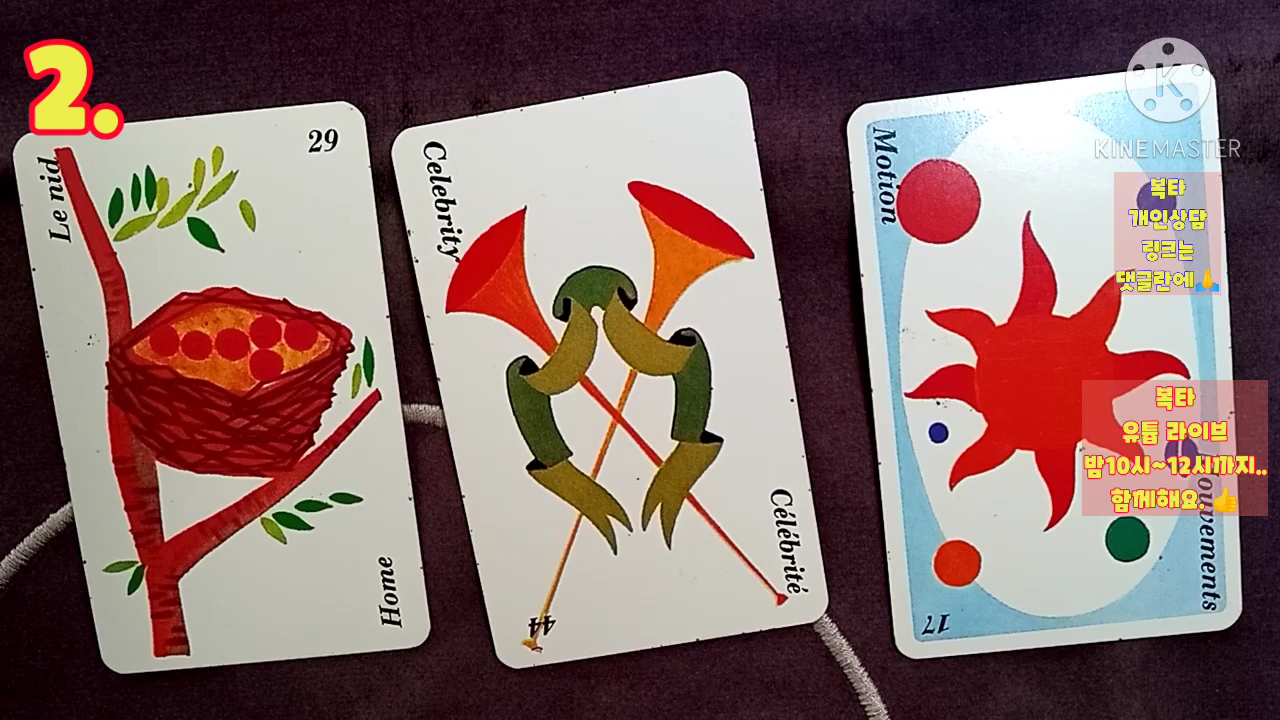 2.
Le nid
29
Home
Celebrity
Célébrité
44
Motion
17
KINEMASTER
복타
개인상담
링크는
댓글란에🙏
복타
유튭 라이브
밤10시~12시까지..
함께해요. 👍